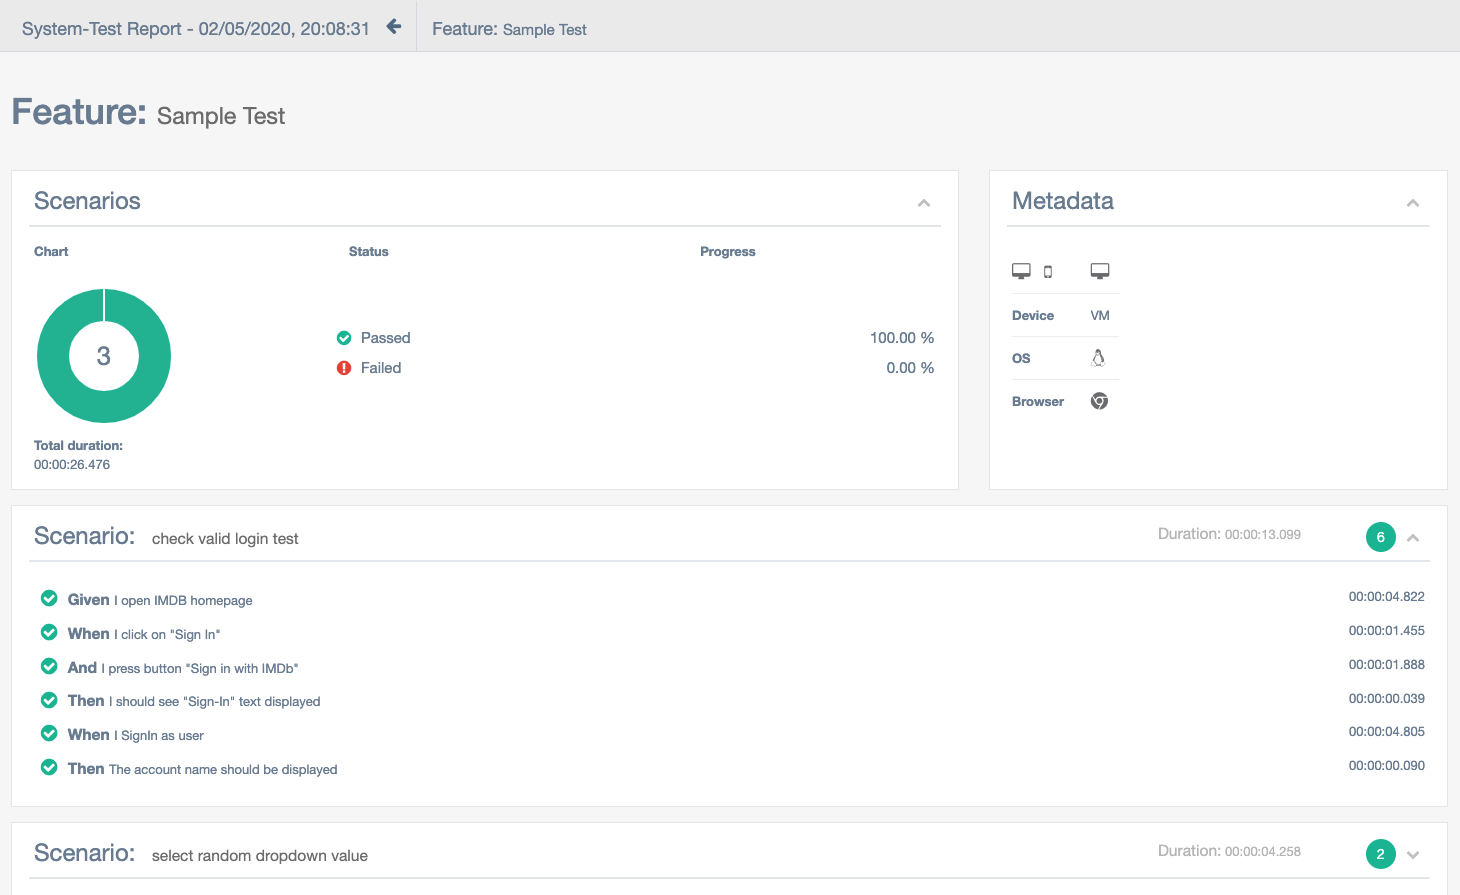 System-Test Report - 02/05/2020, 20:08:31
Feature: Sample Test
Feature: Sample Test
Scenarios
Chart Status Progress
3
Passed 100.00 %
Failed 0.00 %
Total duration:
00:00:26.476
Metadata
Device VM
OS
Browser
Scenario: check valid login test Duration: 00:00:13.099 6
Given I open IMDB homepage 00:00:04.822
When I click on "Sign In" 00:00:01.455
And I press button "Sign in with IMDb" 00:00:01.888
Then I should see "Sign-In" text displayed 00:00:00.039
When I SignIn as user 00:00:04.805
Then The account name should be displayed 00:00:00.090
Scenario: select random dropdown value Duration: 00:00:04.258 2